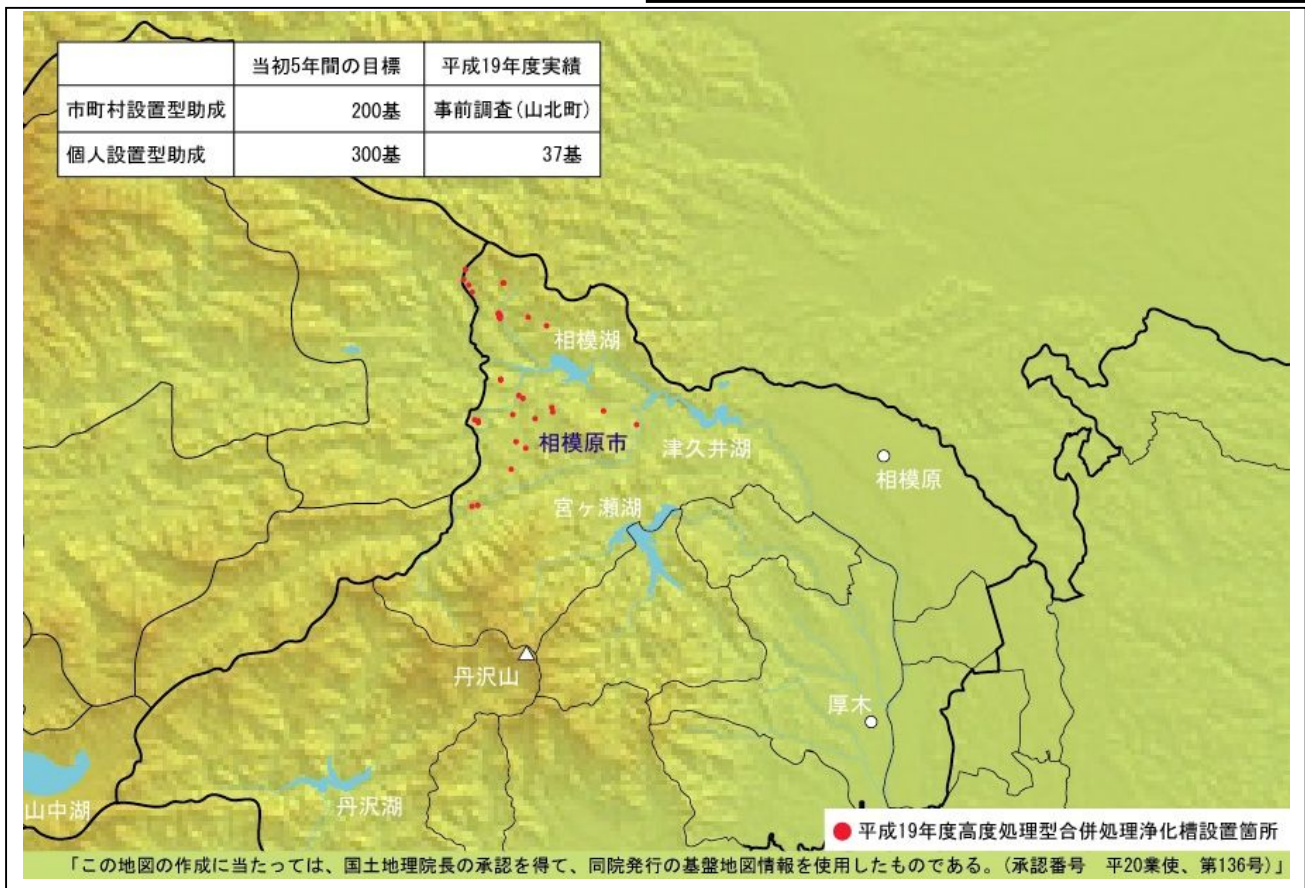 当初5年間の目標 平成19年度実績
市町村設置型助成 200基 事前調査(山北町)
個人設置型助成 300基 37基
相模湖
相模原市
津久井湖
相模原
宮ヶ瀬湖
丹沢山
厚木
山中湖
丹沢湖
平成19年度高度処理型合併処理浄化槽設置箇所
「この地図の作成に当たっては、国土地理院長の承認を得て、同院発行の基盤地図情報を使用したものである。(承認番号 平20業使、第136号)」